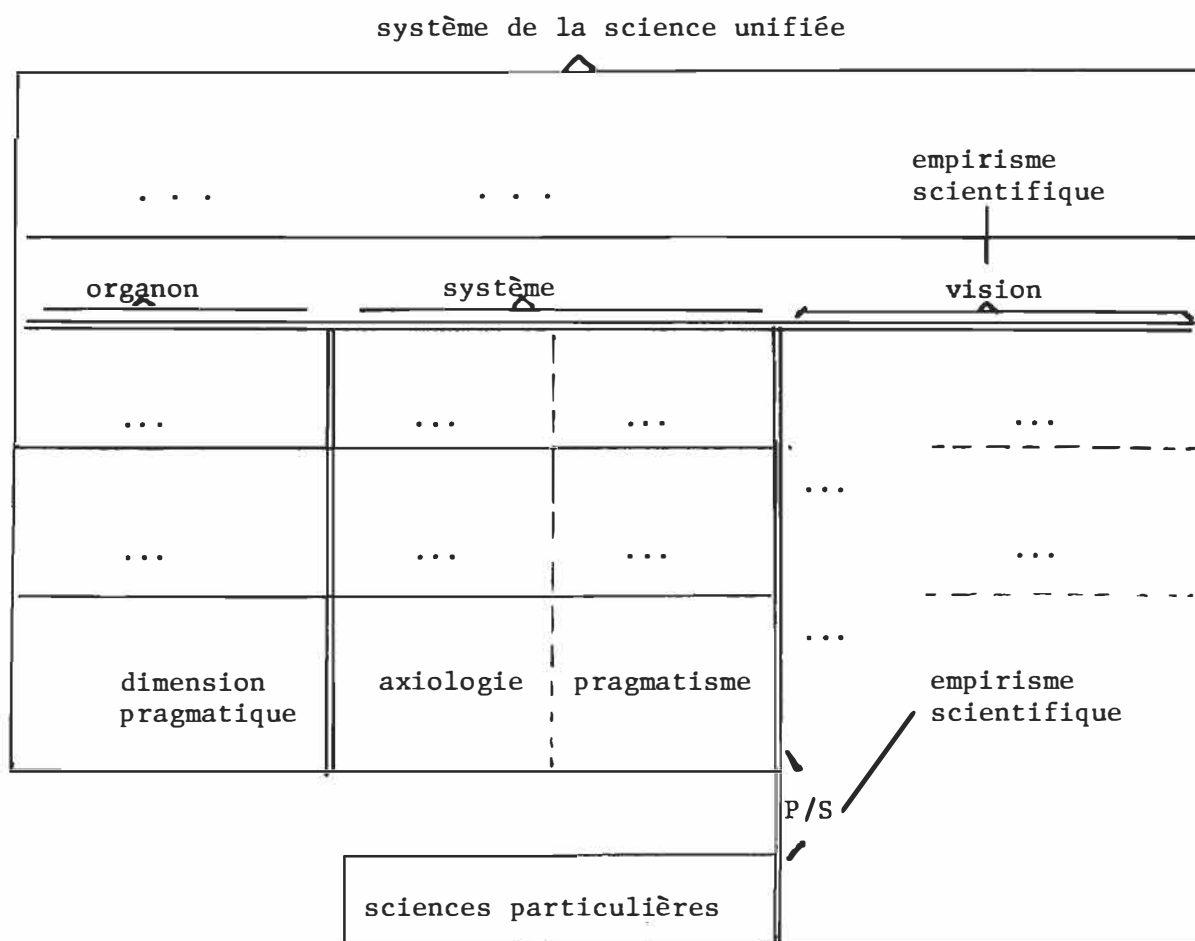 système de la science unifiée
empirisme
scientifique
. . . . . .
organon système vision
... ... ... ...
...
... ... ... ...
...
dimension
pragmatique
axiologie pragmatisme
empirisme
scientifique
P/S
sciences particulières